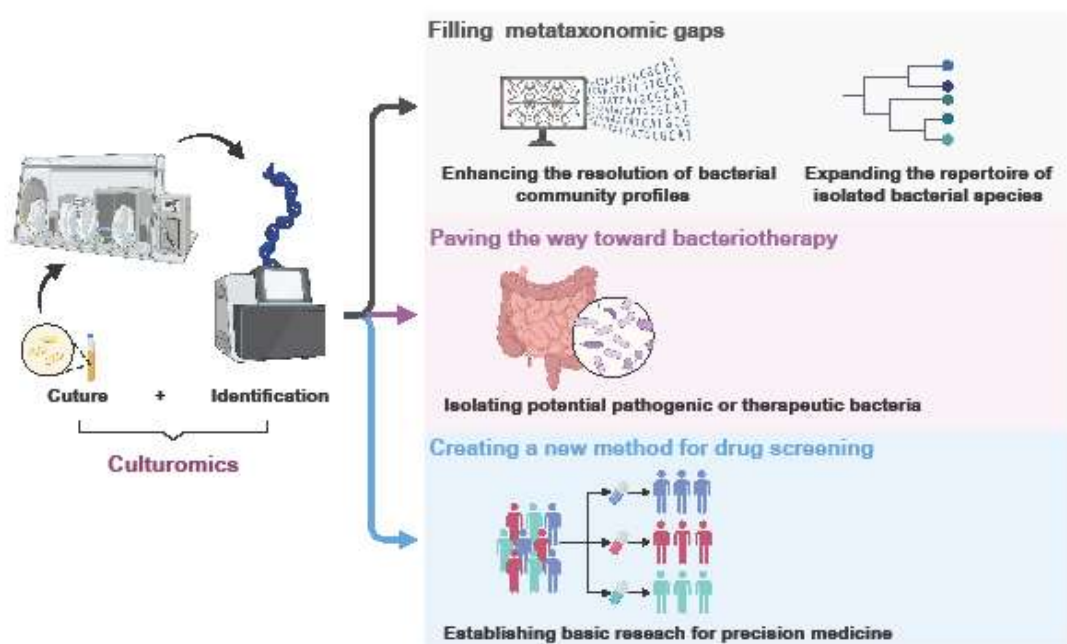 Filling metataxonomic gaps
Enhancing the resolution of bacterial
community profiles
Expanding the repertoire of
isolated bacterial species
Paving the way toward bacteriotherapy
Isolating potential pathogenic or therapeutic bacteria
Cuture + Identification
Culturomics
Creating a new method for drug screening
Establishing basic reseach for precision medicine